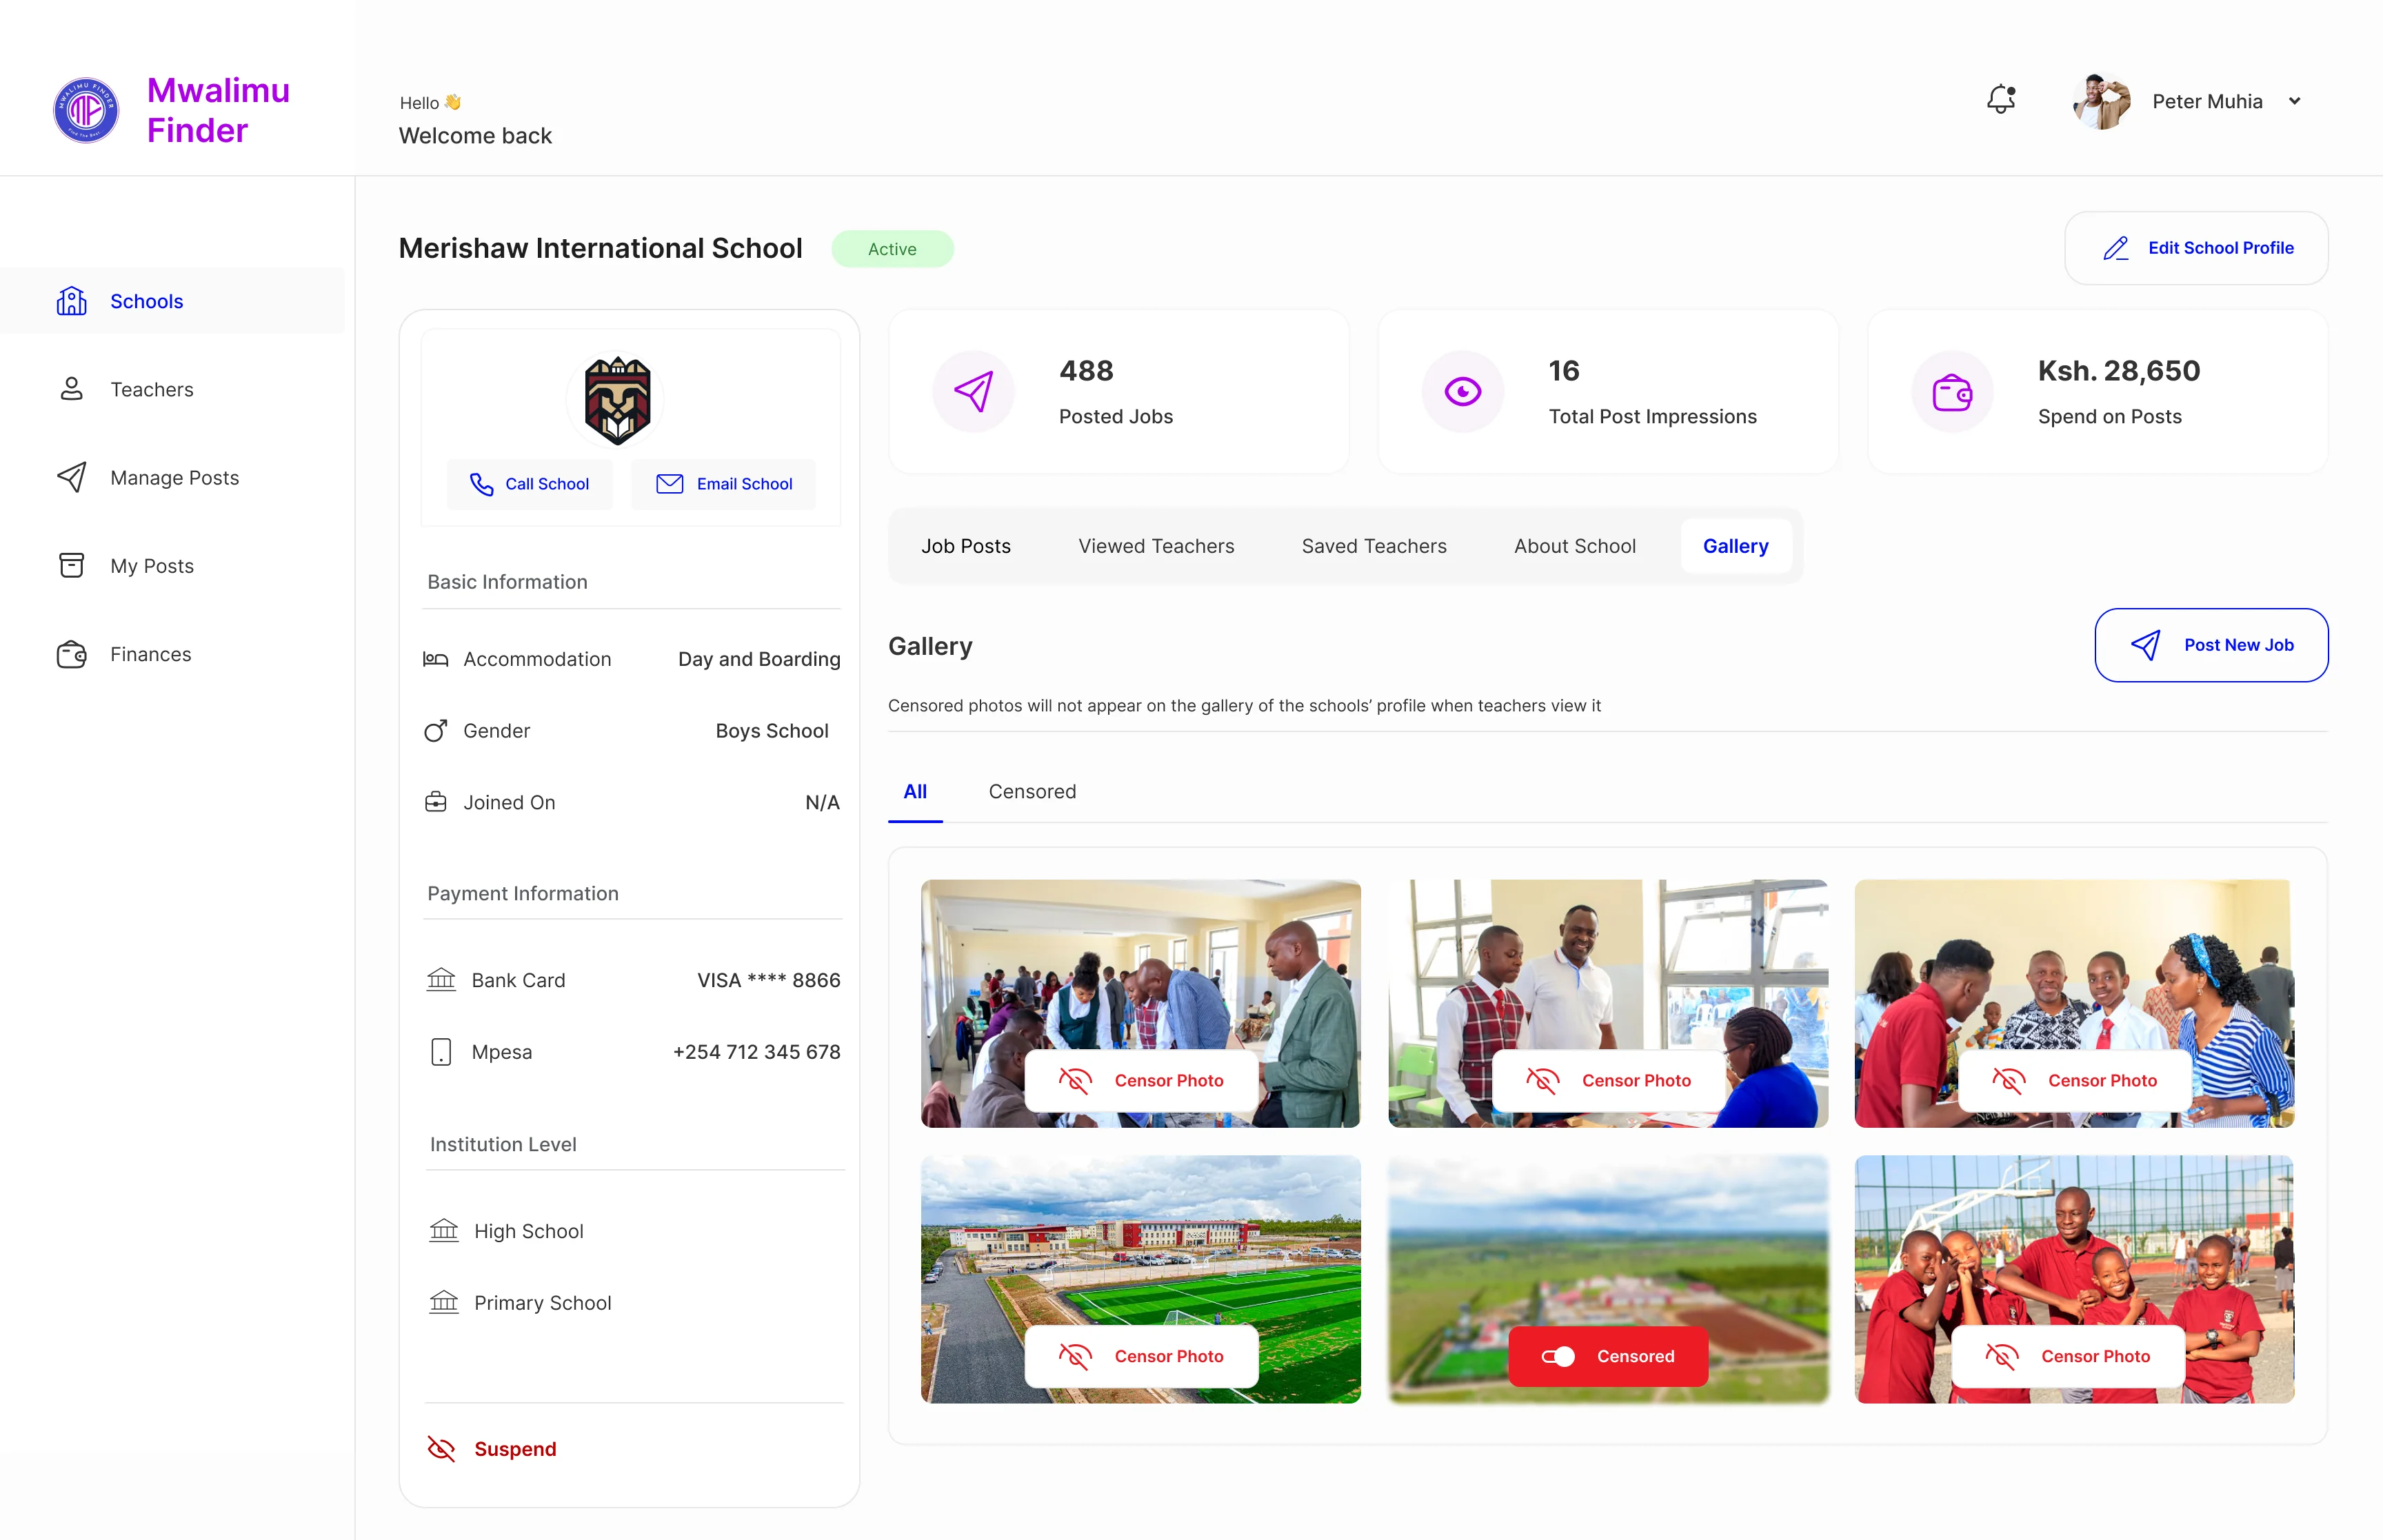 MWALIMU FINDER
Find The Best
Mwalimu
Finder
Hello 👋
Welcome back
Peter Muhia
Schools
Teachers
Manage Posts
My Posts
Finances
Merishaw International School
Active
Edit School Profile
Call School
Email School
Basic Information
Accommodation
Day and Boarding
Gender
Boys School
Joined On
N/A
Payment Information
Bank Card
VISA **** 8866
Mpesa
+254 712 345 678
Institution Level
High School
Primary School
Suspend
488
Posted Jobs
16
Total Post Impressions
Ksh. 28,650
Spend on Posts
Job Posts
Viewed Teachers
Saved Teachers
About School
Gallery
Gallery
Post New Job
Censored photos will not appear on the gallery of the schools’ profile when teachers view it
All
Censored
Censor Photo
Censor Photo
Censor Photo
Censor Photo
Censored
Censor Photo